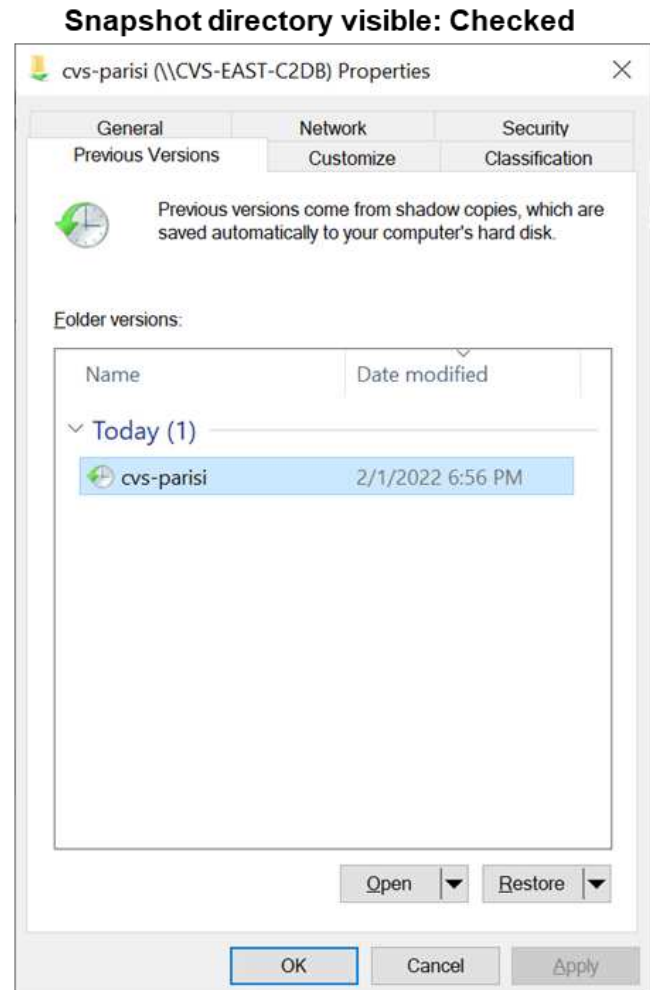 Snapshot directory visible: Checked
cvs-parisi (\\CVS-EAST-C2DB) Properties
General Network Security
Previous Versions Customize Classification
Previous versions come from shadow copies, which are
saved automatically to your computer's hard disk.
Folder versions:
Name Date modified
Today (1)
cvs-parisi 2/1/2022 6:56 PM
Open Restore
OK Cancel Apply